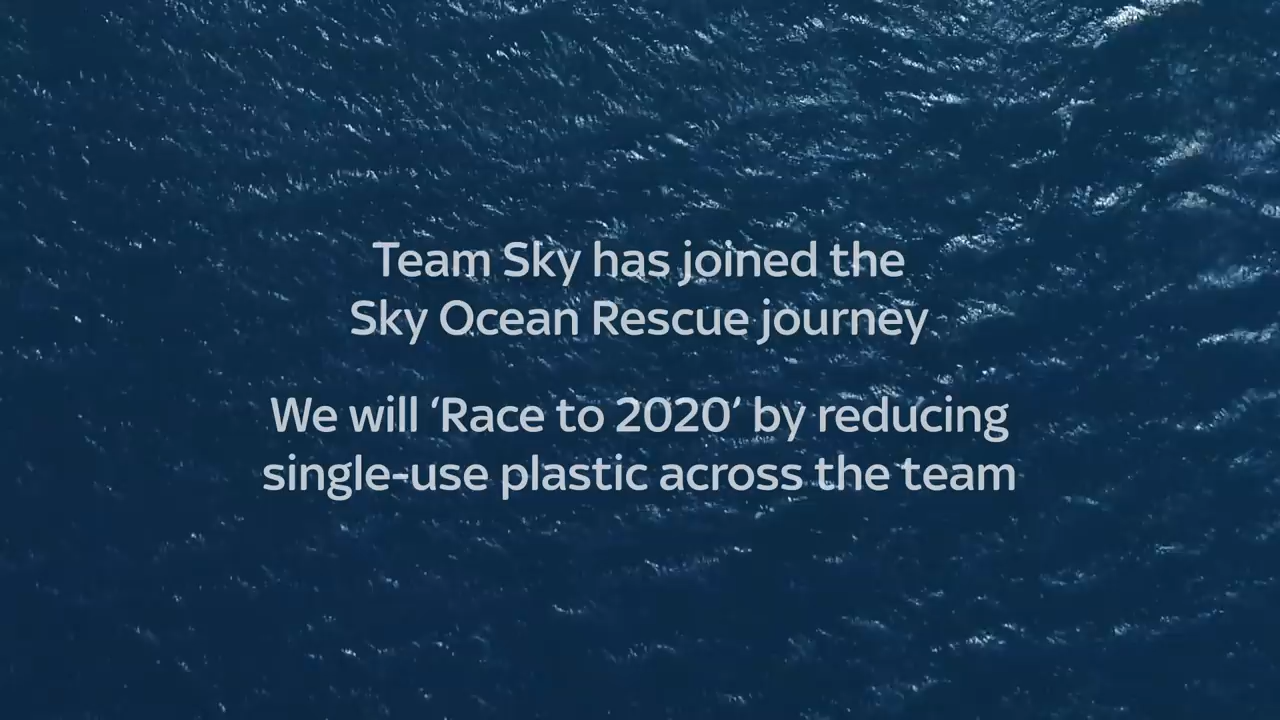 Team Sky has joined the
Sky Ocean Rescue journey
We will ‘Race to 2020’ by reducing
single-use plastic across the team